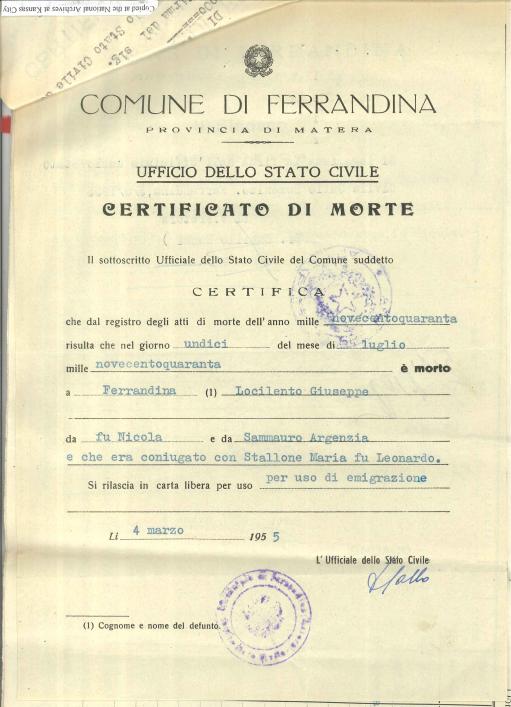 Copied at the National Archives at Kansas City
COMUNE DI FERRANDINA
PROVINCIA DI MATERA
UFFICIO DELLO STATO CIVILE
CERTIFICATO DI MORTE
Il sottoscritto Ufficiale dello Stato Civile del Comune suddetto
CERTIFICA
che dal registro degli atti di morte dell'anno mille novecentoquaranta
risulta che nel giorno undici del mese di luglio
mille novecentoquaranta è morto
a Ferrandina (1) Locilento Giuseppe
da fu Nicola e da Sammauro Argenzia
e che era coniugato con Stallone Maria fu Leonardo.
Si rilascia in carta libera per uso per uso di emigrazione
Lì 4 marzo 1955
L'Ufficiale dello Stato Civile
(1) Cognome e nome del defunto.